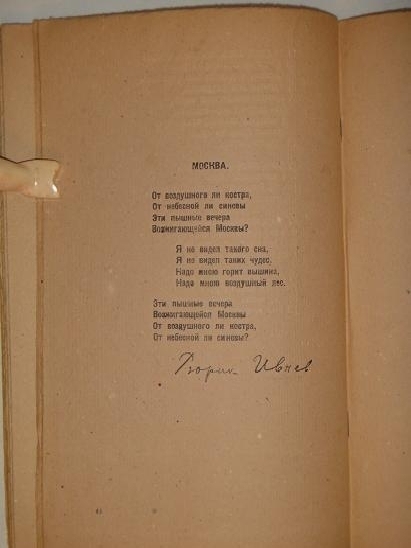 МОСКВА.
От воздушного ли костра,
От небесной ли синевы
Эти пышные вечера
Возжигающейся Москвы?
Я не видел такого сна,
Я не видел таких чудес.
Надо мною горит вышина,
Надо мною воздушный лес.
Эти пышные вечера
Возжигающейся Москвы
От воздушного ли костра,
От небесной ли синевы?
Борис Ивнев